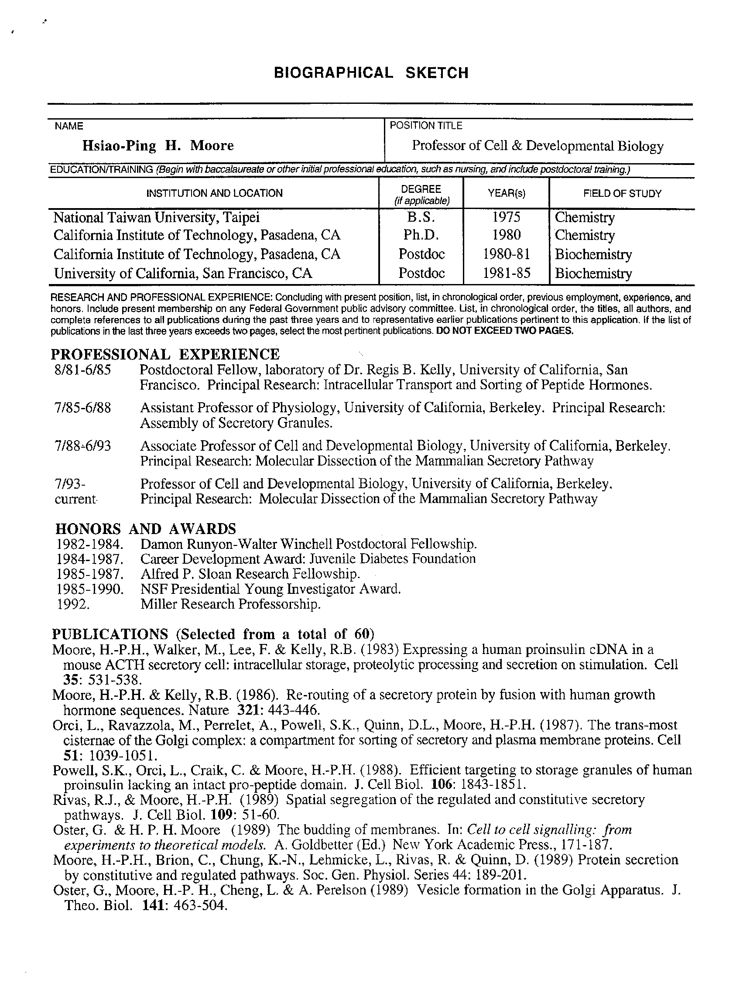 BIOGRAPHICAL SKETCH
NAME
Hsiao-Ping H. Moore
POSITION TITLE
Professor of Cell & Developmental Biology
EDUCATION/TRAINING (Begin with baccalaureate or other initial professional education, such as nursing, and include postdoctoral training.)
INSTITUTION AND LOCATION DEGREE (if applicable) YEAR(s) FIELD OF STUDY
National Taiwan University, Taipei B.S. 1975 Chemistry
California Institute of Technology, Pasadena, CA Ph.D. 1980 Chemistry
California Institute of Technology, Pasadena, CA Postdoc 1980-81 Biochemistry
University of California, San Francisco, CA Postdoc 1981-85 Biochemistry
RESEARCH AND PROFESSIONAL EXPERIENCE: Concluding with present position, list, in chronological order, previous employment, experience, and
honors. Include present membership on any Federal Government public advisory committee. List, in chronological order, the titles, all authors, and
complete references to all publications during the past three years and to representative earlier publications pertinent to this application. If the list of
publications in the last three years exceeds two pages, select the most pertinent publications. DO NOT EXCEED TWO PAGES.
PROFESSIONAL EXPERIENCE
8/81-6/85 Postdoctoral Fellow, laboratory of Dr. Regis B. Kelly, University of California, San
Francisco. Principal Research: Intracellular Transport and Sorting of Peptide Hormones.
7/85-6/88 Assistant Professor of Physiology, University of California, Berkeley. Principal Research:
Assembly of Secretory Granules.
7/88-6/93 Associate Professor of Cell and Developmental Biology, University of California, Berkeley.
Principal Research: Molecular Dissection of the Mammalian Secretory Pathway
7/93- Professor of Cell and Developmental Biology, University of California, Berkeley.
current Principal Research: Molecular Dissection of the Mammalian Secretory Pathway
HONORS AND AWARDS
1982-1984. Damon Runyon-Walter Winchell Postdoctoral Fellowship.
1984-1987. Career Development Award: Juvenile Diabetes Foundation
1985-1987. Alfred P. Sloan Research Fellowship.
1985-1990. NSF Presidential Young Investigator Award.
1992. Miller Research Professorship.
PUBLICATIONS (Selected from a total of 60)
Moore, H.-P.H., Walker, M., Lee, F. & Kelly, R.B. (1983) Expressing a human proinsulin cDNA in a
mouse ACTH secretory cell: intracellular storage, proteolytic processing and secretion on stimulation. Cell
35: 531-538.
Moore, H.-P.H. & Kelly, R.B. (1986). Re-routing of a secretory protein by fusion with human growth
hormone sequences. Nature 321: 443-446.
Orci, L., Ravazzola, M., Perrelet, A., Powell, S.K., Quinn, D.L., Moore, H.-P.H. (1987). The trans-most
cisternae of the Golgi complex: a compartment for sorting of secretory and plasma membrane proteins. Cell
51: 1039-1051.
Powell, S.K., Orci, L., Craik, C. & Moore, H.-P.H. (1988). Efficient targeting to storage granules of human
proinsulin lacking an intact pro-peptide domain. J. Cell Biol. 106: 1843-1851.
Rivas, R.J., & Moore, H.-P.H. (1989) Spatial segregation of the regulated and constitutive secretory
pathways. J. Cell Biol. 109: 51-60.
Oster, G. & H. P. H. Moore (1989) The budding of membranes. In: Cell to cell signalling: from
experiments to theoretical models. A. Goldbetter (Ed.) New York Academic Press., 171-187.
Moore, H.-P.H., Brion, C., Chung, K.-N., Lehmicke, L., Rivas, R. & Quinn, D. (1989) Protein secretion
by constitutive and regulated pathways. Soc. Gen. Physiol. Series 44: 189-201.
Oster, G., Moore, H.-P. H., Cheng, L. & A. Perelson (1989) Vesicle formation in the Golgi Apparatus. J.
Theo. Biol. 141: 463-504.